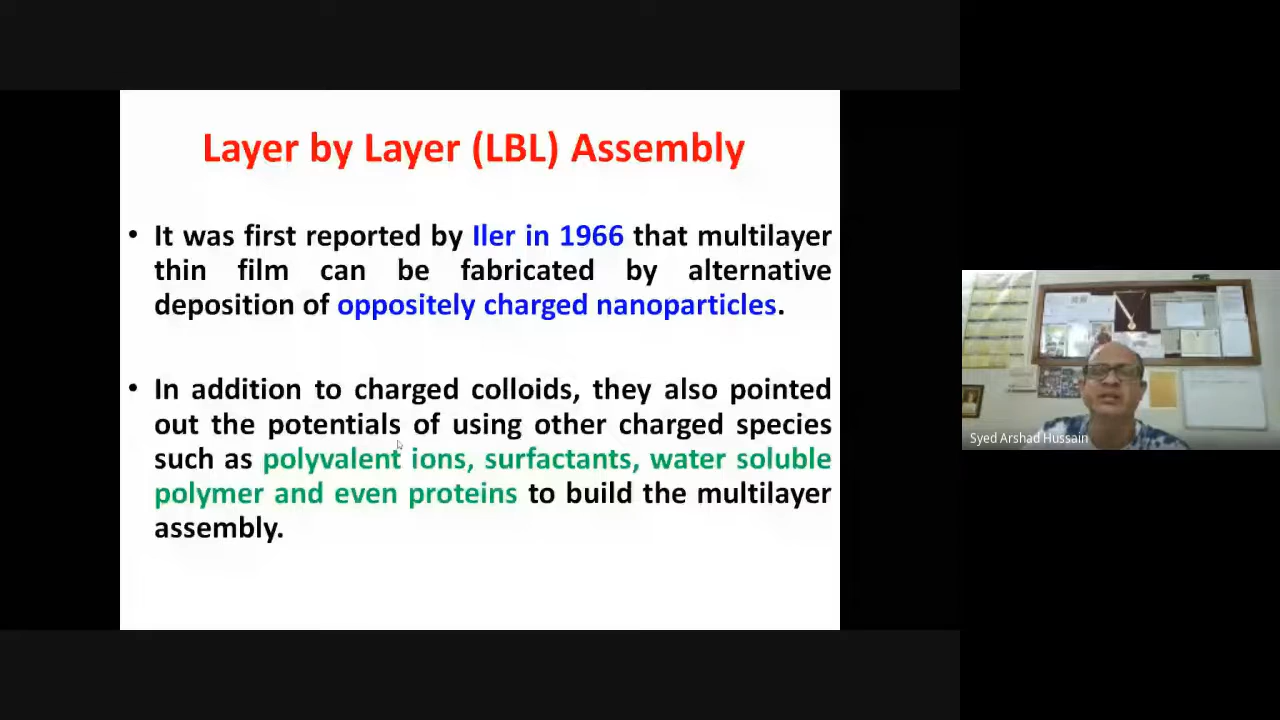 Layer by Layer (LBL) Assembly
• It was first reported by Iler in 1966 that multilayer
thin film can be fabricated by alternative
deposition of oppositely charged nanoparticles.
• In addition to charged colloids, they also pointed
out the potentials of using other charged species
such as polyvalent ions, surfactants, water soluble
polymer and even proteins to build the multilayer
assembly.
Syed Arshad Hussain